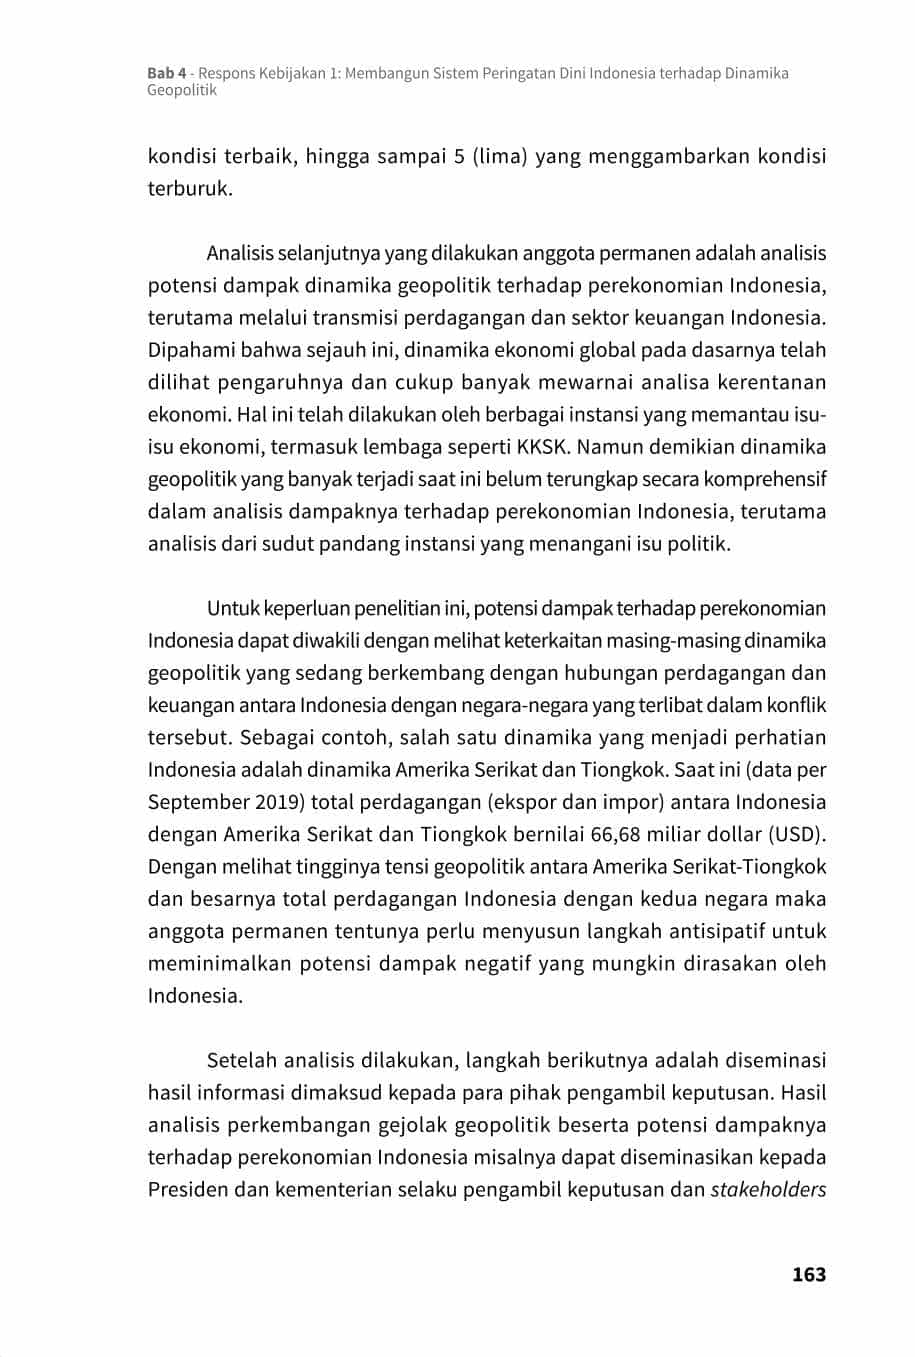 Bab 4 - Respons Kebijakan 1: Membangun Sistem Peringatan Dini Indonesia terhadap Dinamika
Geopolitik
kondisi terbaik, hingga sampai 5 (lima) yang menggambarkan kondisi
terburuk.
Analisis selanjutnya yang dilakukan anggota permanen adalah analisis
potensi dampak dinamika geopolitik terhadap perekonomian Indonesia,
terutama melalui transmisi perdagangan dan sektor keuangan Indonesia.
Dipahami bahwa sejauh ini, dinamika ekonomi global pada dasarnya telah
dilihat pengaruhnya dan cukup banyak mewarnai analisa kerentanan
ekonomi. Hal ini telah dilakukan oleh berbagai instansi yang memantau isu-
isu ekonomi, termasuk lembaga seperti KKSK. Namun demikian dinamika
geopolitik yang banyak terjadi saat ini belum terungkap secara komprehensif
dalam analisis dampaknya terhadap perekonomian Indonesia, terutama
analisis dari sudut pandang instansi yang menangani isu politik.
Untuk keperluan penelitian ini, potensi dampak terhadap perekonomian
Indonesia dapat diwakili dengan melihat keterkaitan masing-masing dinamika
geopolitik yang sedang berkembang dengan hubungan perdagangan dan
keuangan antara Indonesia dengan negara-negara yang terlibat dalam konflik
tersebut. Sebagai contoh, salah satu dinamika yang menjadi perhatian
Indonesia adalah dinamika Amerika Serikat dan Tiongkok. Saat ini (data per
September 2019) total perdagangan (ekspor dan impor) antara Indonesia
dengan Amerika Serikat dan Tiongkok bernilai 66,68 miliar dollar (USD).
Dengan melihat tingginya tensi geopolitik antara Amerika Serikat-Tiongkok
dan besarnya total perdagangan Indonesia dengan kedua negara maka
anggota permanen tentunya perlu menyusun langkah antisipatif untuk
meminimalkan potensi dampak negatif yang mungkin dirasakan oleh
Indonesia.
Setelah analisis dilakukan, langkah berikutnya adalah diseminasi
hasil informasi dimaksud kepada para pihak pengambil keputusan. Hasil
analisis perkembangan gejolak geopolitik beserta potensi dampaknya
terhadap perekonomian Indonesia misalnya dapat diseminasikan kepada
Presiden dan kementerian selaku pengambil keputusan dan stakeholders
163